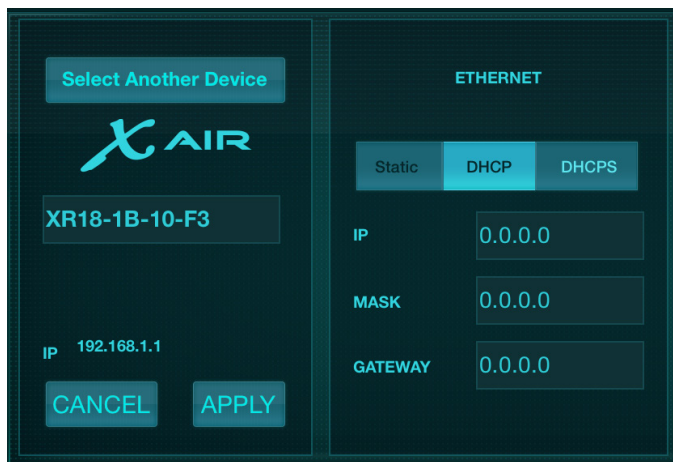 Select Another Device
X AIR
XR18-1B-10-F3
IP 192.168.1.1
CANCEL APPLY
ETHERNET
Static DHCP DHCPS
IP 0.0.0.0
MASK 0.0.0.0
GATEWAY 0.0.0.0